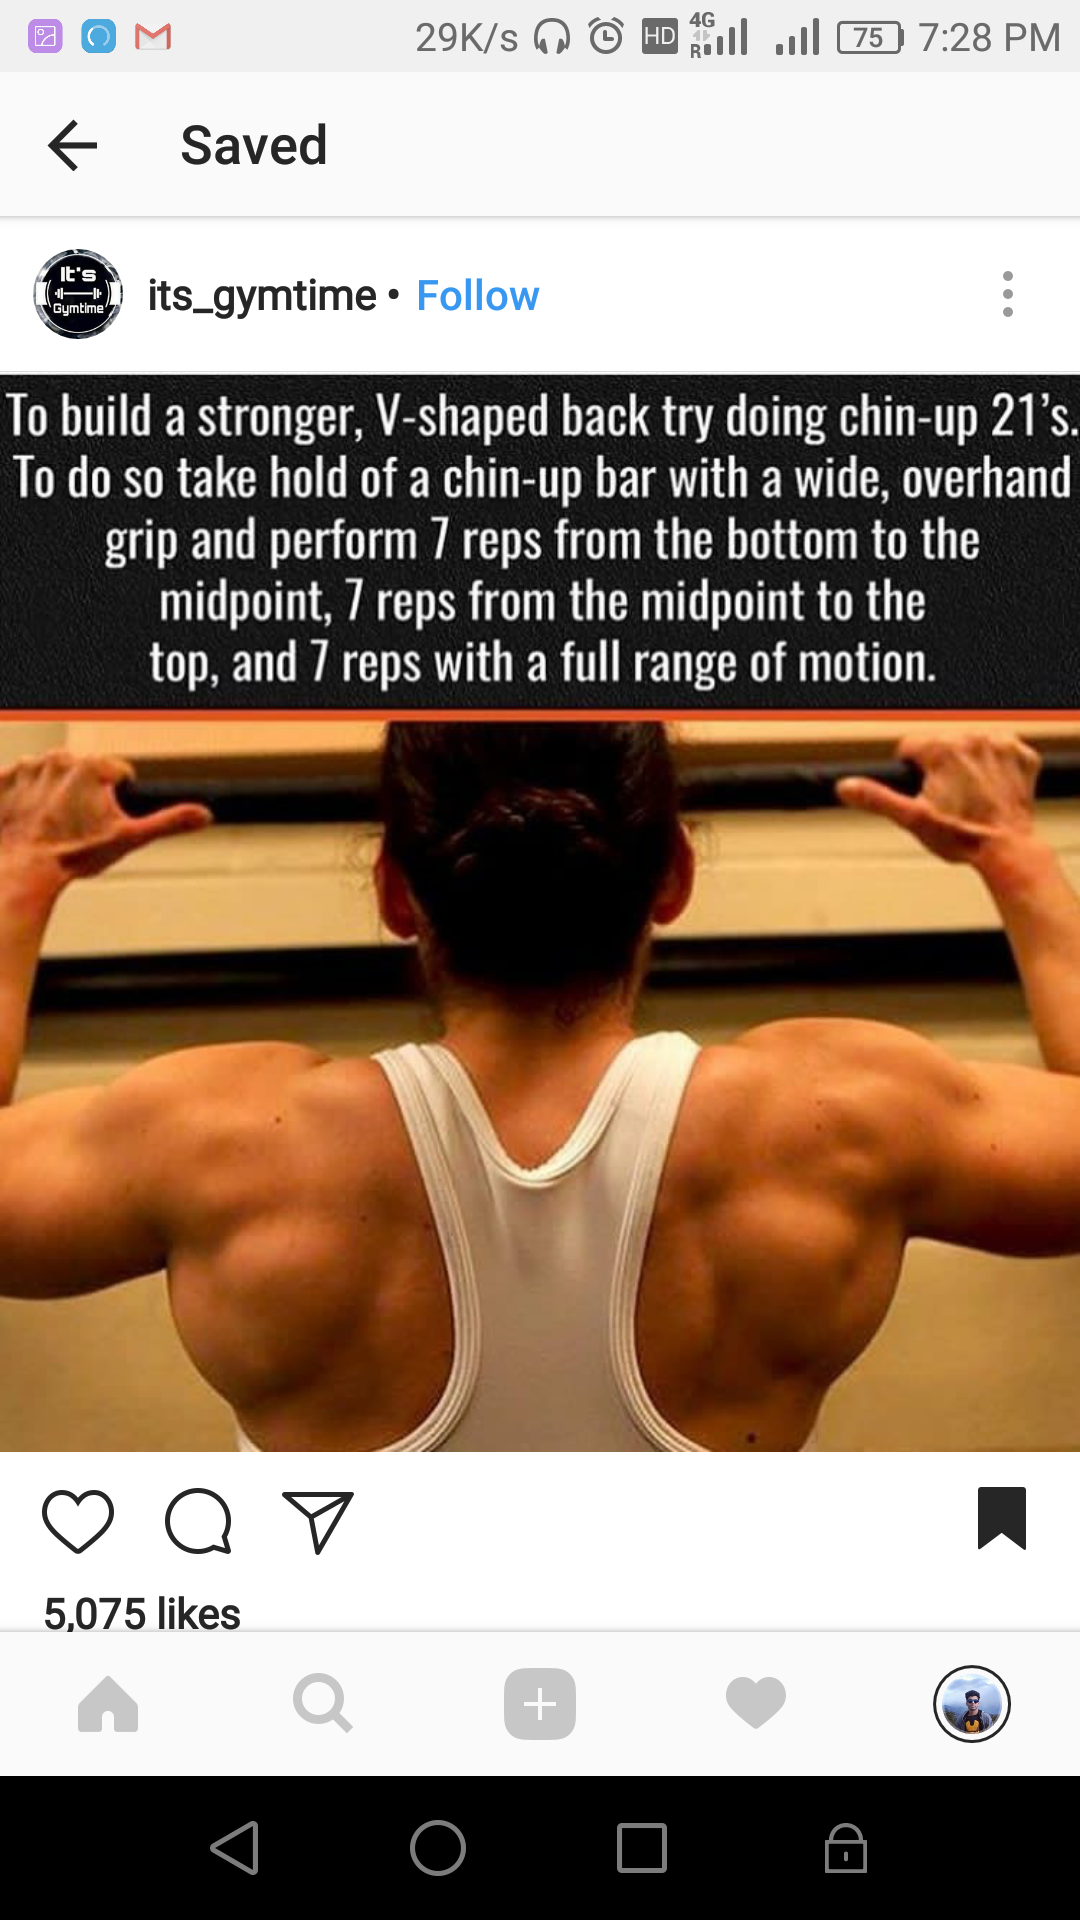 29K/s HD 4G R 75 7:28 PM
Saved
It's
Gymtime
its_gymtime • Follow
To build a stronger, V-shaped back try doing chin-up 21's.
To do so take hold of a chin-up bar with a wide, overhand
grip and perform 7 reps from the bottom to the
midpoint, 7 reps from the midpoint to the
top, and 7 reps with a full range of motion.
5,075 likes